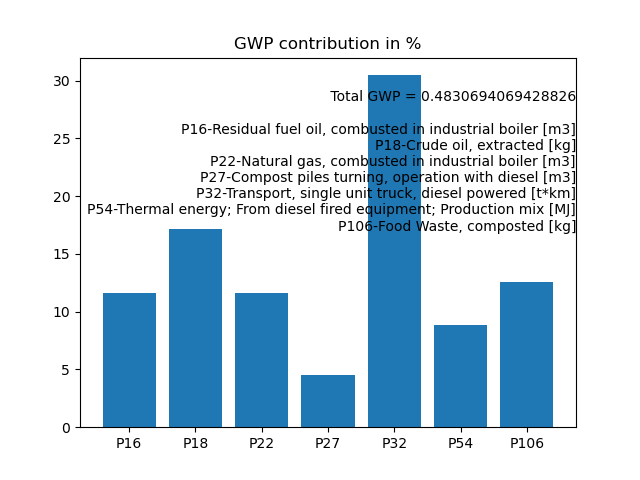 GWP contribution in %
30
25
20
15
10
5
0
Total GWP = 0.4830694069428826
P16-Residual fuel oil, combusted in industrial boiler [m3]
P18-Crude oil, extracted [kg]
P22-Natural gas, combusted in industrial boiler [m3]
P27-Compost piles turning, operation with diesel [m3]
P32-Transport, single unit truck, diesel powered [t*km]
P54-Thermal energy; From diesel fired equipment; Production mix [MJ]
P106-Food Waste, composted [kg]
P16 P18 P22 P27 P32 P54 P106